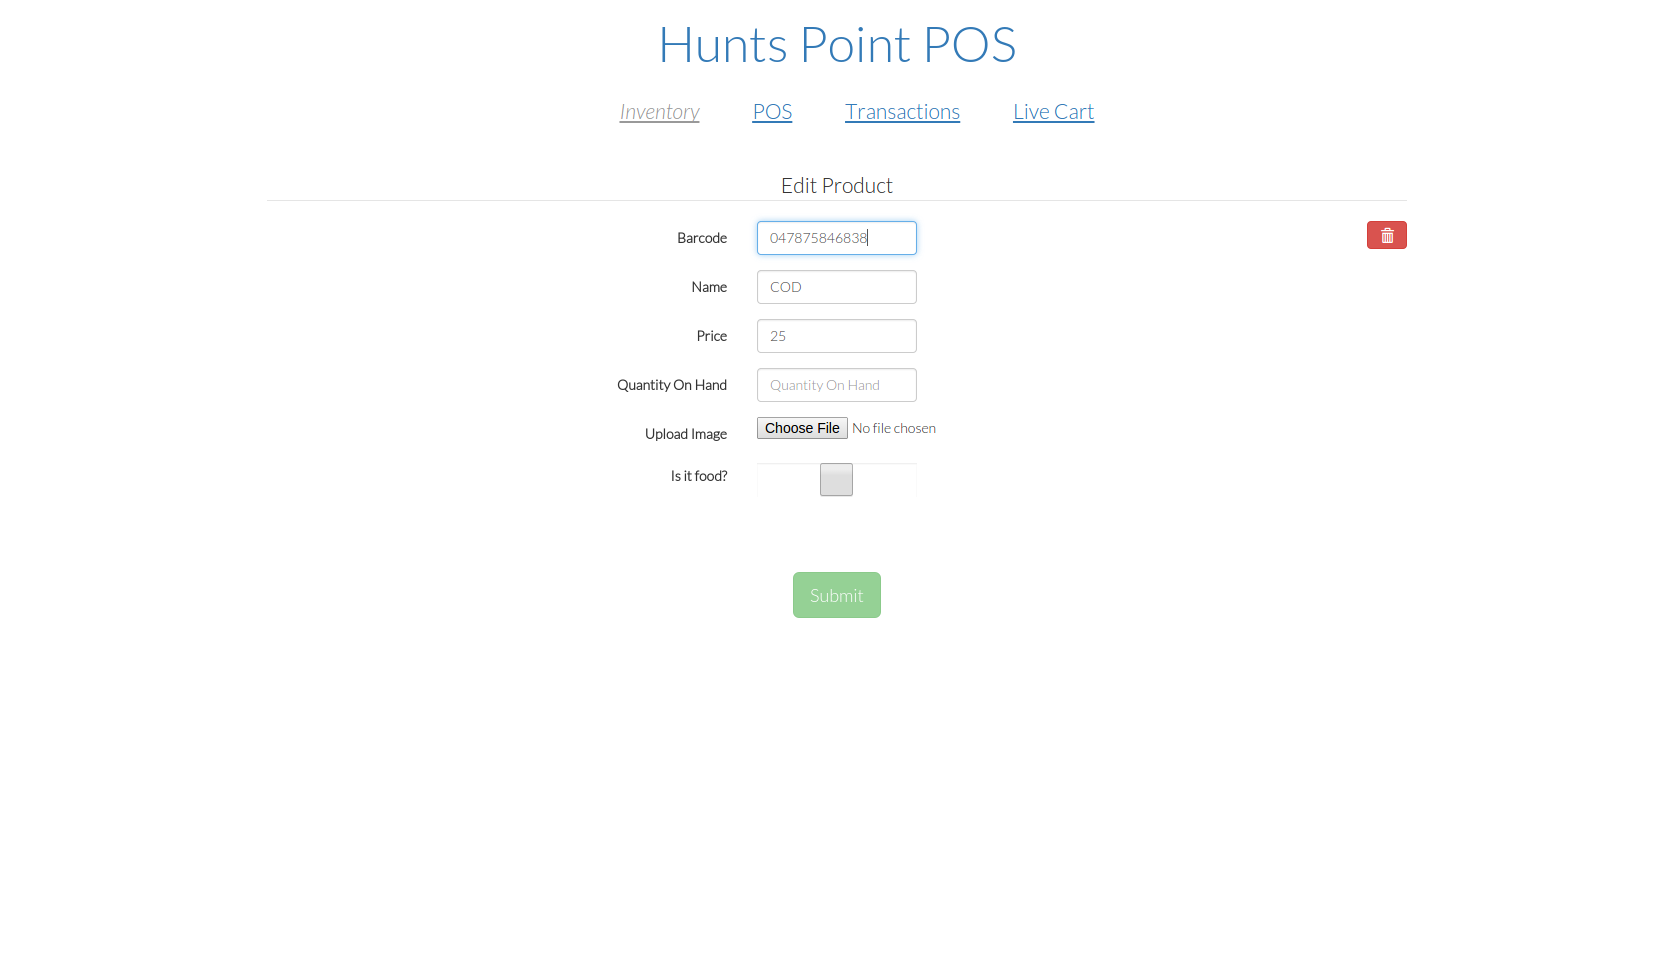 Hunts Point POS
Inventory POS Transactions Live Cart
Edit Product
Barcode 047875846838
Name COD
Price 25
Quantity On Hand Quantity On Hand
Upload Image Choose File No file chosen
Is it food?
Submit